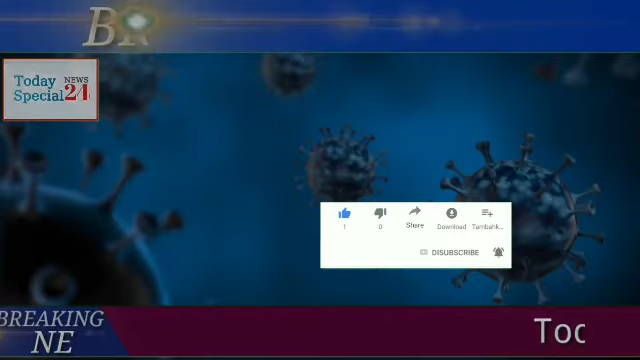 BR
Today
Special
NEWS
24
1
0
Share
Download
Tambahk...
DISUBSCRIBE
BREAKING
NE
Toc